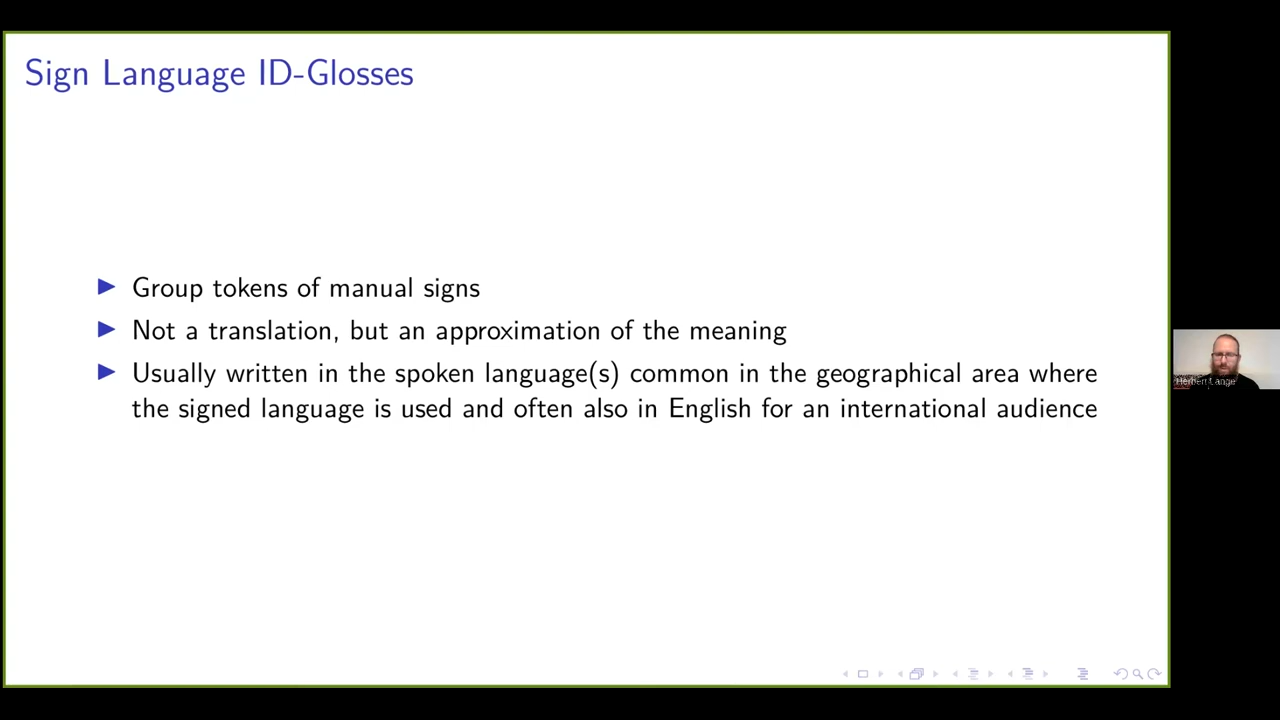 Sign Language ID-Glosses
Group tokens of manual signs
Not a translation, but an approximation of the meaning
Usually written in the spoken language(s) common in the geographical area where
the signed language is used and often also in English for an international audience
Herbert Lange